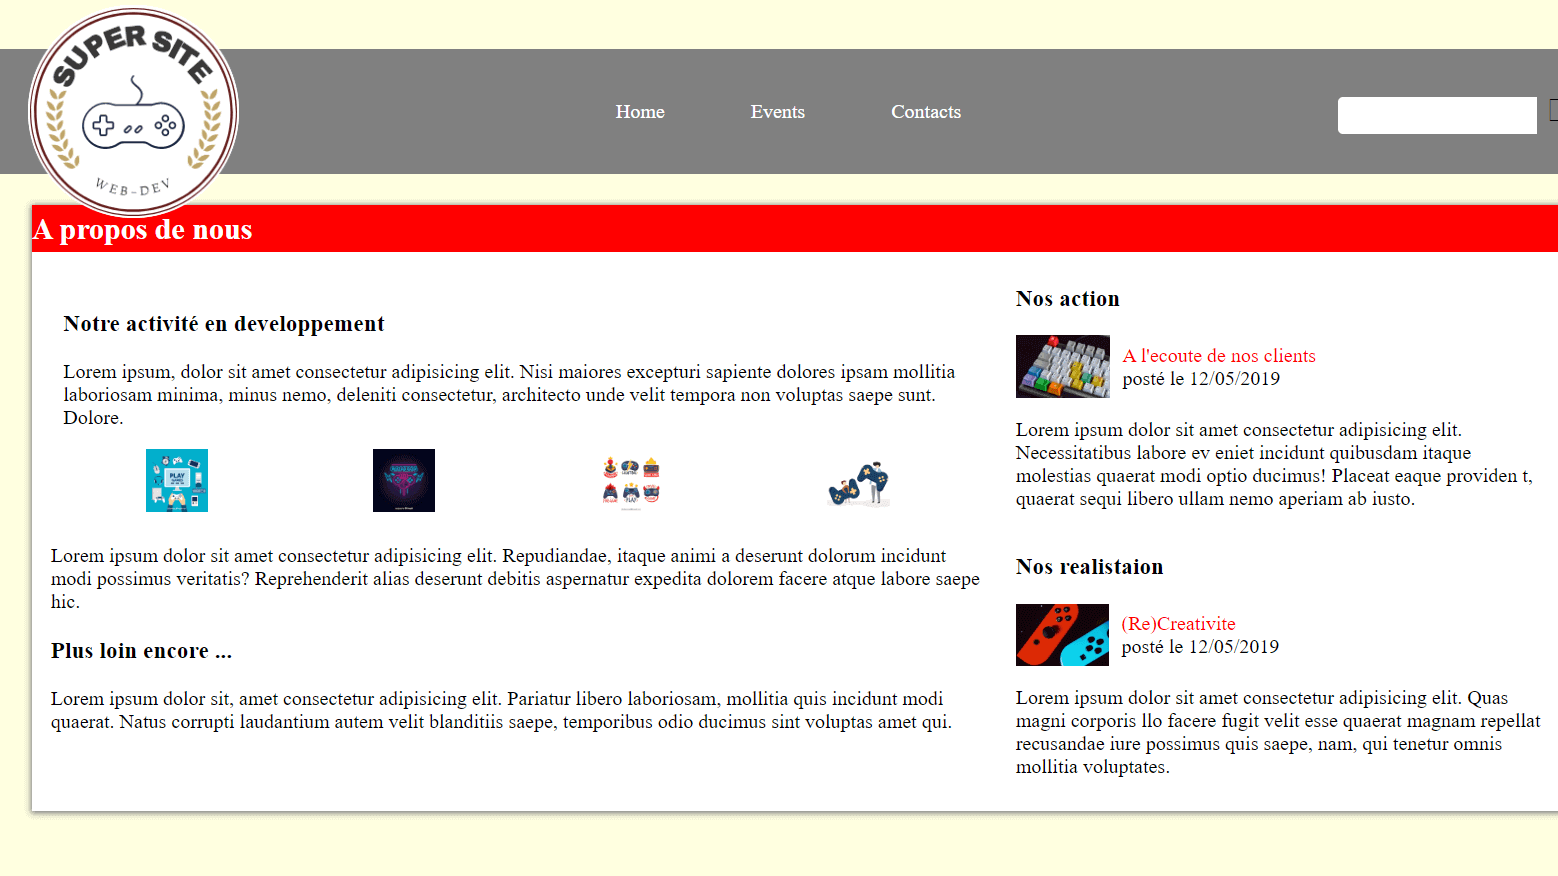 SUPER SITE
WEB-DEV
Home
Events
Contacts
A propos de nous
Notre activité en developpement
Lorem ipsum, dolor sit amet consectetur adipisicing elit. Nisi maiores excepturi sapiente dolores ipsam mollitia
laboriosam minima, minus nemo, deleniti consectetur, architecto unde velit tempora non voluptas saepe sunt.
Dolore.
PLAY
Lorem ipsum dolor sit amet consectetur adipisicing elit. Repudiandae, itaque animi a deserunt dolorum incidunt
modi possimus veritatis? Reprehenderit alias deserunt debitis aspernatur expedita dolorem facere atque labore saepe
hic.
Plus loin encore ...
Lorem ipsum dolor sit, amet consectetur adipisicing elit. Pariatur libero laboriosam, mollitia quis incidunt modi
quaerat. Natus corrupti laudantium autem velit blanditiis saepe, temporibus odio ducimus sint voluptas amet qui.
Nos action
A l'ecoute de nos clients
posté le 12/05/2019
Lorem ipsum dolor sit amet consectetur adipisicing elit.
Necessitatibus labore ev eniet incidunt quibusdam itaque
molestias quaerat modi optio ducimus! Placeat eaque providen t,
quaerat sequi libero ullam nemo aperiam ab iusto.
Nos realistaion
(Re)Creativite
posté le 12/05/2019
Lorem ipsum dolor sit amet consectetur adipisicing elit. Quas
magni corporis llo facere fugit velit esse quaerat magnam repellat
recusandae iure possimus quis saepe, nam, qui tenetur omnis
mollitia voluptates.